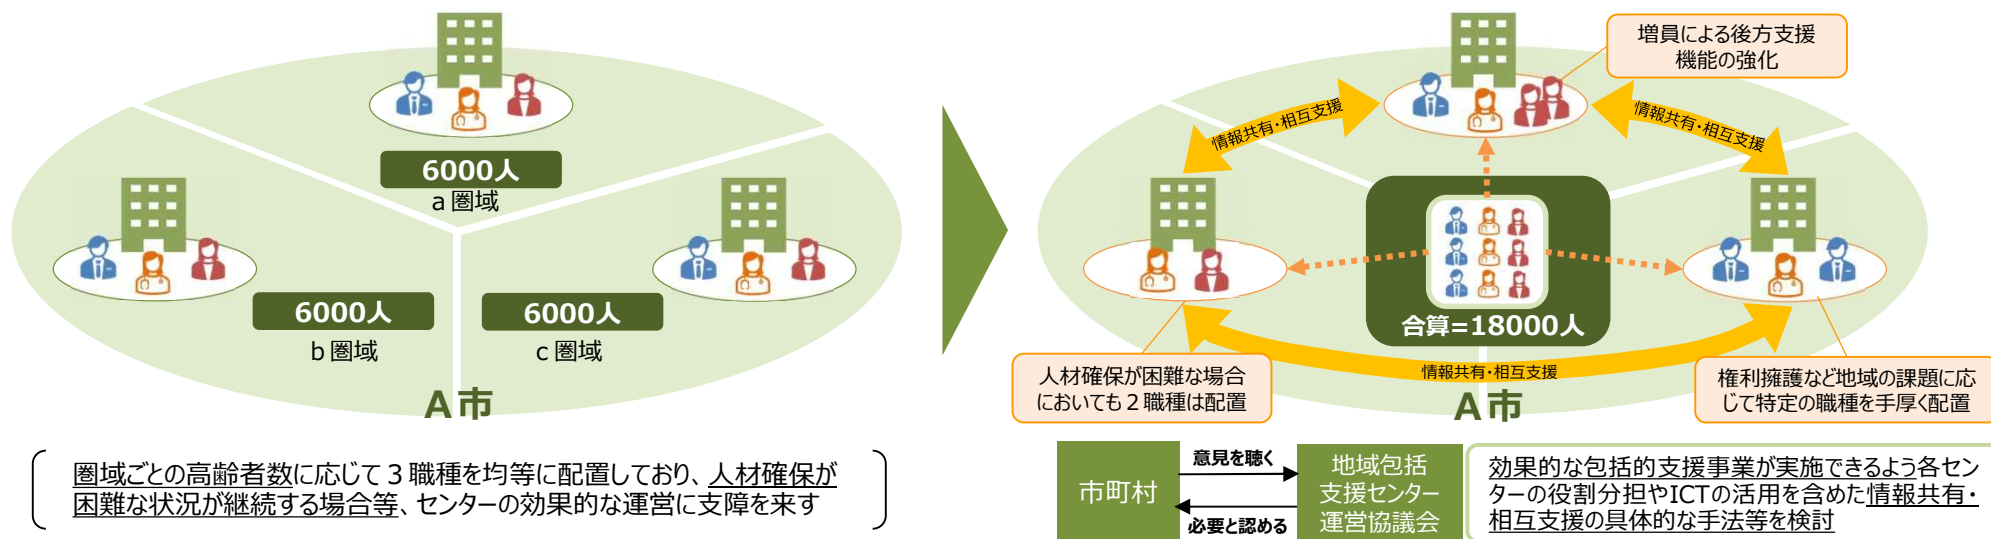 6000人
a 圏域
6000人
b 圏域
6000人
c 圏域
A市
圏域ごとの高齢者数に応じて３職種を均等に配置しており、人材確保が
困難な状況が継続する場合等、センターの効果的な運営に支障を来す
増員による後方支援
機能の強化
情報共有・相互支援
情報共有・相互支援
合算=18000人
情報共有・相互支援
人材確保が困難な場合
においても２職種は配置
権利擁護など地域の課題に応
じて特定の職種を手厚く配置
A市
市町村
意見を聴く
必要と認める
地域包括
支援センター
運営協議会
効果的な包括的支援事業が実施できるよう各セン
ターの役割分担やICTの活用を含めた情報共有・
相互支援の具体的な手法等を検討